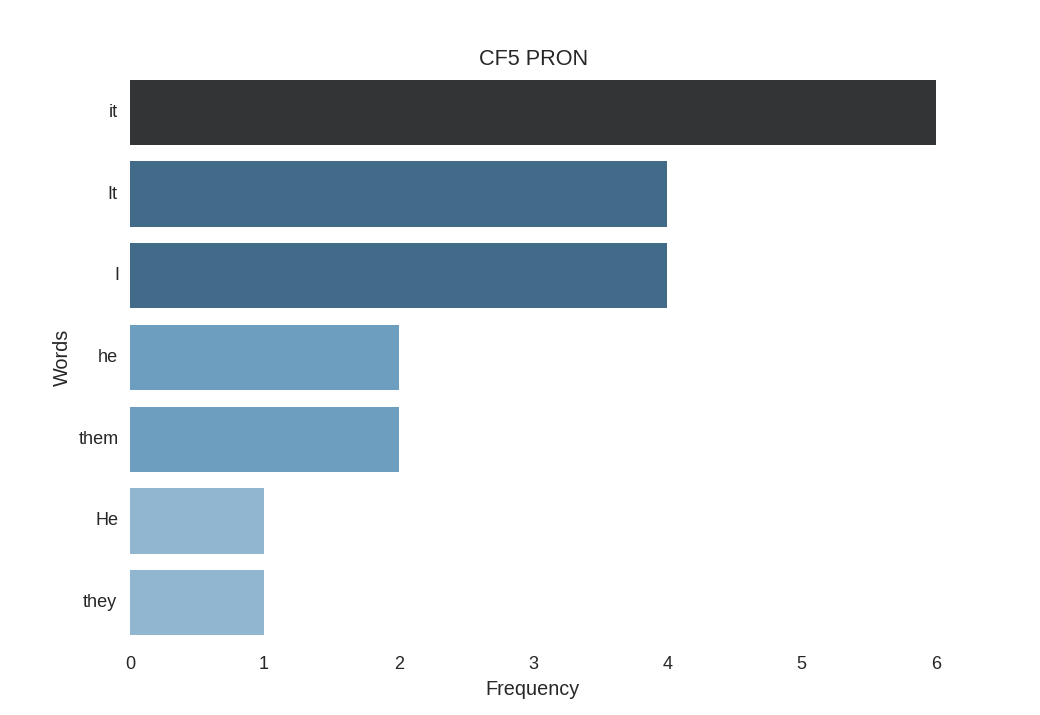 CF5 PRON
it
It
I
he
them
He
they
Words
0 1 2 3 4 5 6
Frequency